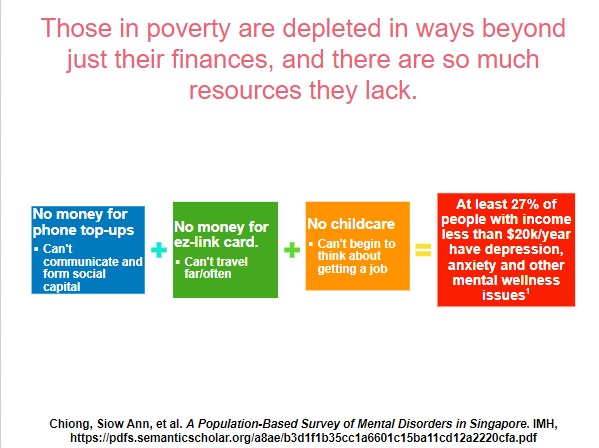 Those in poverty are depleted in ways beyond
just their finances, and there are so much
resources they lack.
No money for
phone top-ups
▪ Can't
communicate and
form social
capital
+
No money for
ez-link card.
▪ Can't travel
far/often
+
No childcare
▪ Can't begin to
think about
getting a job
=
At least 27% of
people with income
less than $20k/year
have depression,
anxiety and other
mental wellness
issues¹
Chiong, Siow Ann, et al. A Population-Based Survey of Mental Disorders in Singapore. IMH,
https://pdfs.semanticscholar.org/a8ae/b3d1f1b35cc1a6601c15ba11cd12a2220cfa.pdf